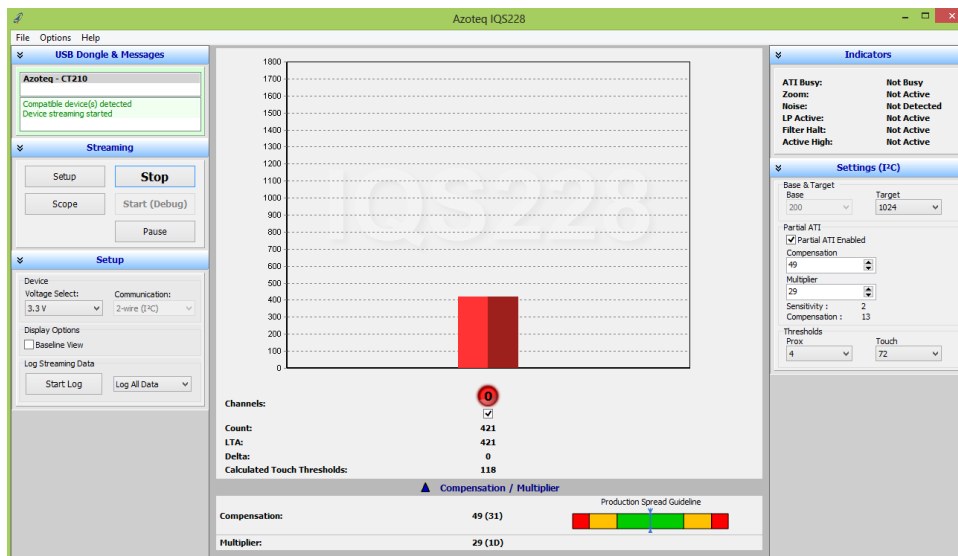 Azoteq IQS228
File Options Help
USB Dongle & Messages
Azoteq - CT210
Compatible device(s) detected
Device streaming started
Streaming
Setup Stop
Scope Start (Debug)
Pause
Setup
Device
Voltage Select: Communication:
3.3 V 2-wire (I²C)
Display Options
Baseline View
Log Streaming Data
Start Log Log All Data
1800
1700
1600
1500
1400
1300
1200
1100
1000
900
800
700
600
500
400
300
200
100
0
IQS228
Channels: 0
Count: 421
LTA: 421
Delta: 0
Calculated Touch Thresholds: 118
Compensation / Multiplier
Production Spread Guideline
Compensation: 49 (31)
Multiplier: 29 (1D)
Indicators
ATI Busy: Not Busy
Zoom: Not Active
Noise: Not Detected
LP Active: Not Active
Filter Halt: Not Active
Active High: Not Active
Settings (I²C)
Base & Target
Base Target
200 1024
Partial ATI
Partial ATI Enabled
Compensation
49
Multiplier
29
Sensitivity : 2
Compensation : 13
Thresholds
Prox Touch
4 72